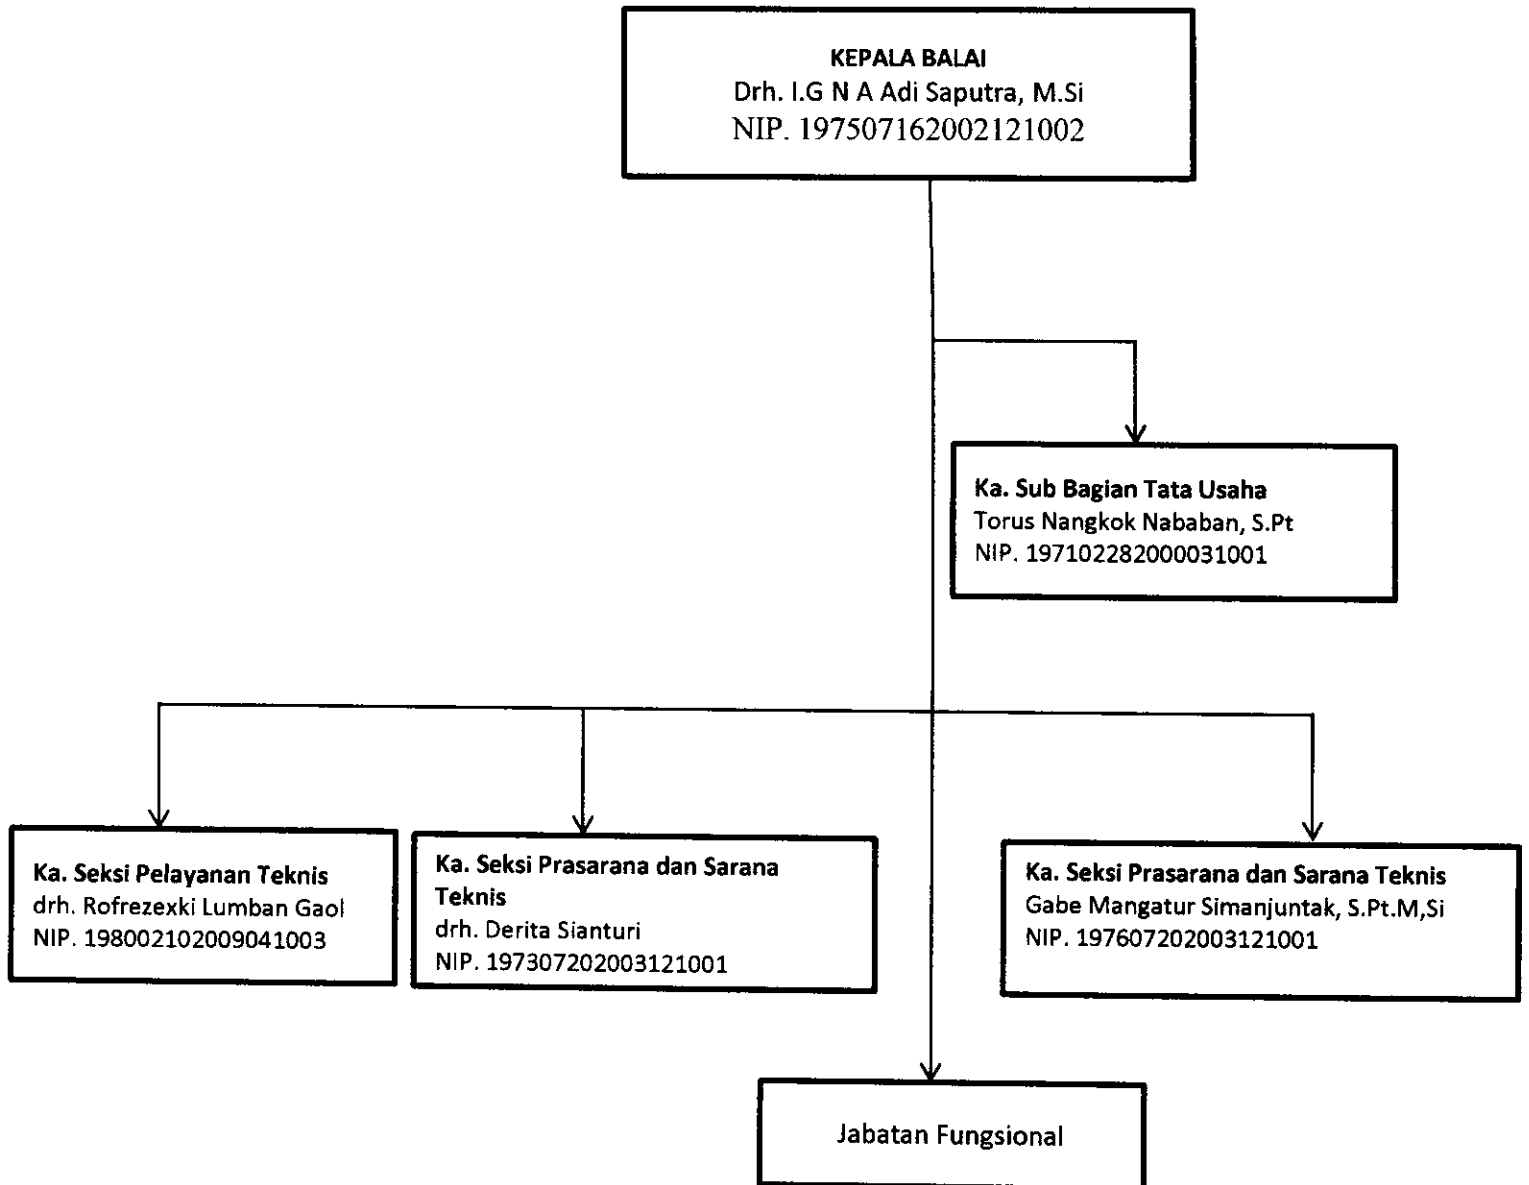 KEPALA BALAI
Drh. I.G N A Adi Saputra, M.Si
NIP. 197507162002121002
Ka. Sub Bagian Tata Usaha
Torus Nangkok Nababan, S.Pt
NIP. 197102282000031001
Ka. Seksi Pelayanan Teknis
drh. Rofrezexki Lumban Gaol
NIP. 198002102009041003
Ka. Seksi Prasarana dan Sarana
Teknis
drh. Derita Sianturi
NIP. 197307202003121001
Ka. Seksi Prasarana dan Sarana Teknis
Gabe Mangatur Simanjuntak, S.Pt.M,Si
NIP. 197607202003121001
Jabatan Fungsional